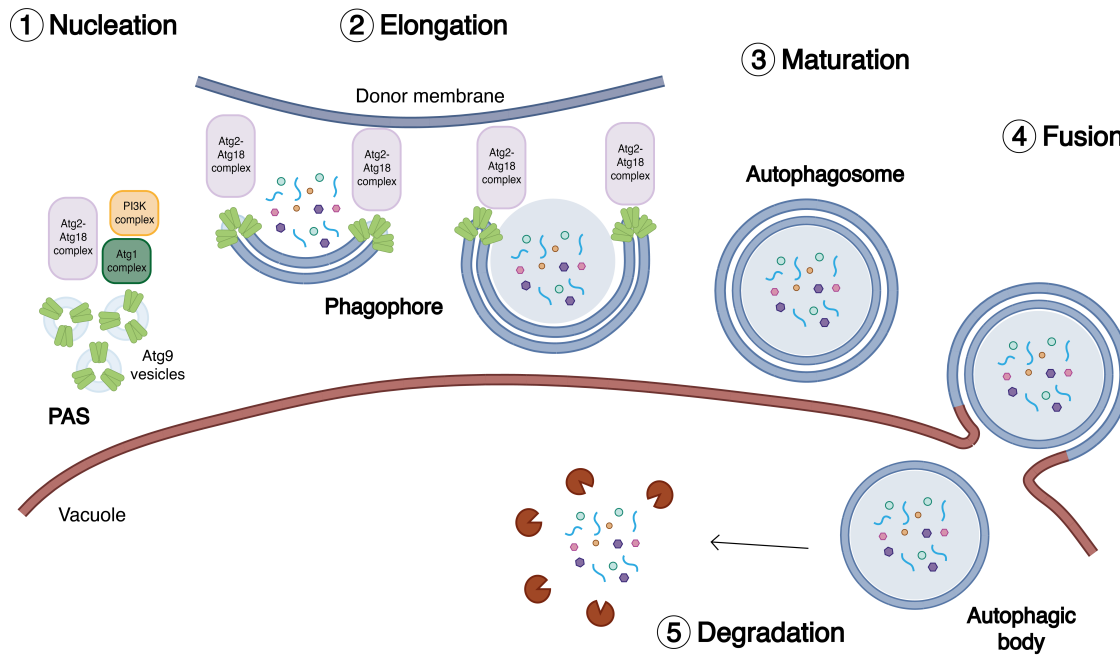 1 Nucleation
2 Elongation
3 Maturation
4 Fusion
Donor membrane
Atg2-
Atg18
complex
Atg2-
Atg18
complex
Atg2-
Atg18
complex
Atg2-
Atg18
complex
Autophagosome
PI3K
complex
Atg2-
Atg18
complex
Atg1
complex
Phagophore
Atg9
vesicles
PAS
Vacuole
Autophagic
body
5 Degradation